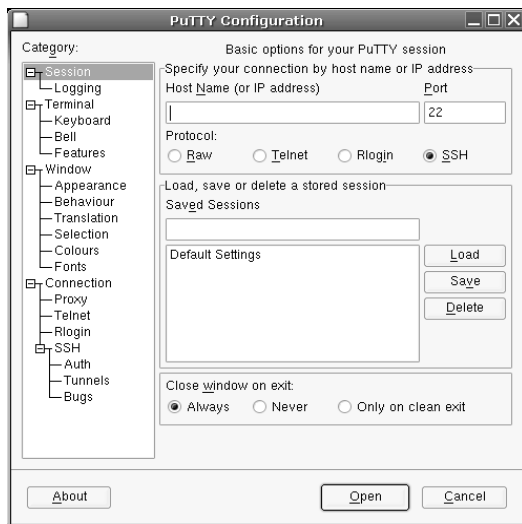 PuTTY Configuration
Category:
Session
Logging
Terminal
Keyboard
Bell
Features
Window
Appearance
Behaviour
Translation
Selection
Colours
Fonts
Connection
Proxy
Telnet
Rlogin
SSH
Auth
Tunnels
Bugs
Basic options for your PuTTY session
Specify your connection by host name or IP address
Host Name (or IP address) Port
22
Protocol:
Raw Telnet Rlogin SSH
Load, save or delete a stored session
Saved Sessions
Default Settings
Load
Save
Delete
Close window on exit:
Always Never Only on clean exit
About Open Cancel